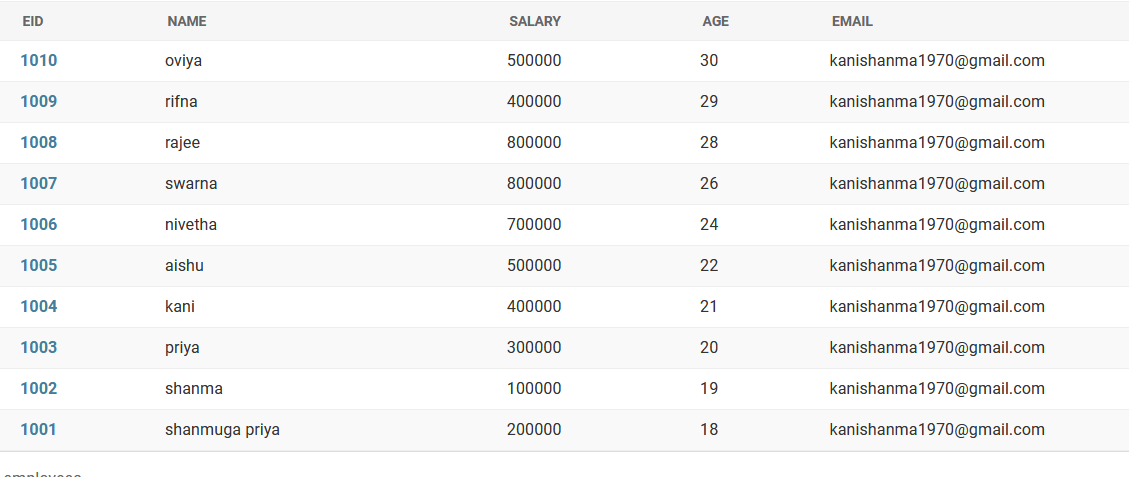 EID NAME SALARY AGE EMAIL
1010 oviya 500000 30 kanishanma1970@gmail.com
1009 rifna 400000 29 kanishanma1970@gmail.com
1008 rajee 800000 28 kanishanma1970@gmail.com
1007 swarna 800000 26 kanishanma1970@gmail.com
1006 nivetha 700000 24 kanishanma1970@gmail.com
1005 aishu 500000 22 kanishanma1970@gmail.com
1004 kani 400000 21 kanishanma1970@gmail.com
1003 priya 300000 20 kanishanma1970@gmail.com
1002 shanma 100000 19 kanishanma1970@gmail.com
1001 shanmuga priya 200000 18 kanishanma1970@gmail.com